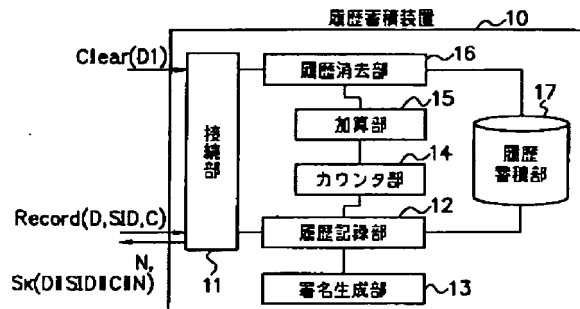 履歴蓄積装置
10
Clear(D1)
履歴消去部
16
15
加算部
17
接続部
履歴
蓄積部
14
カウンタ部
12
Record(D,SID,C)
履歴記録部
N,
SK(D‖SID‖C‖N)
11
署名生成部
13